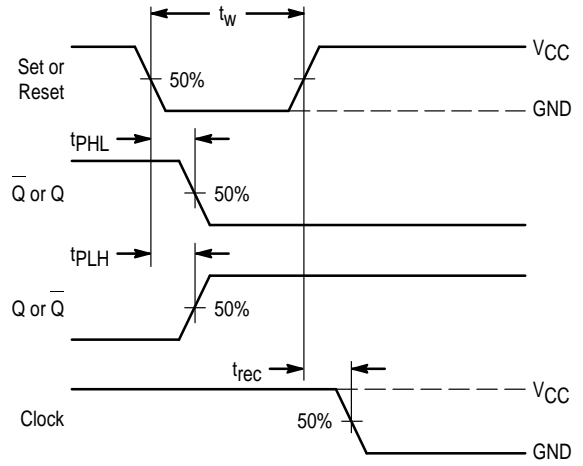 tw
VCC
Set or
Reset
50%
GND
tPHL
Q̅ or Q
50%
tPLH
Q or Q̅
50%
trec
VCC
Clock
50%
GND